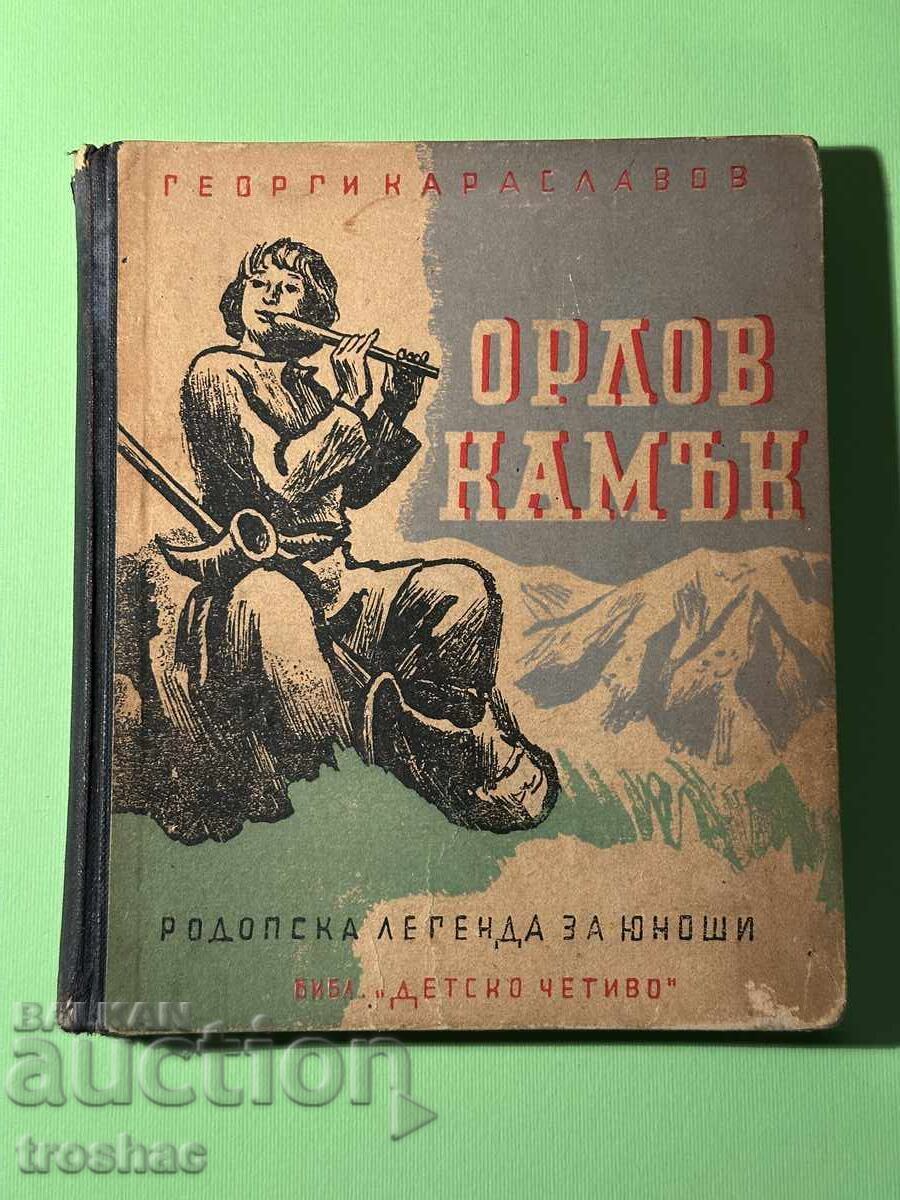 ГЕОРГИ КАРАСЛАВОВ
ОРЛОВ
КАМЪК
РОДОПСКА ЛЕГЕНДА ЗА ЮНОШИ
БИБЛ. „ДЕТСКО ЧЕТИВО"
BALKAN
auction
troshac